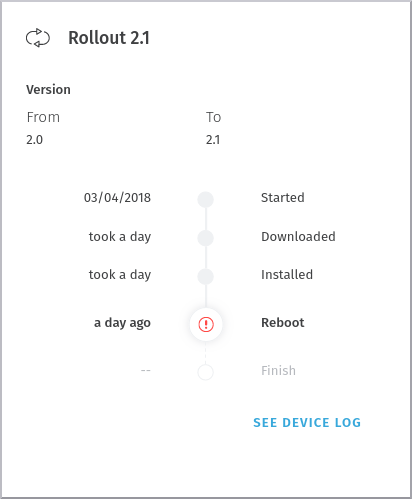 Rollout 2.1
Version
From To
2.0 2.1
03/04/2018 Started
took a day Downloaded
took a day Installed
a day ago Reboot
-- Finish
SEE DEVICE LOG